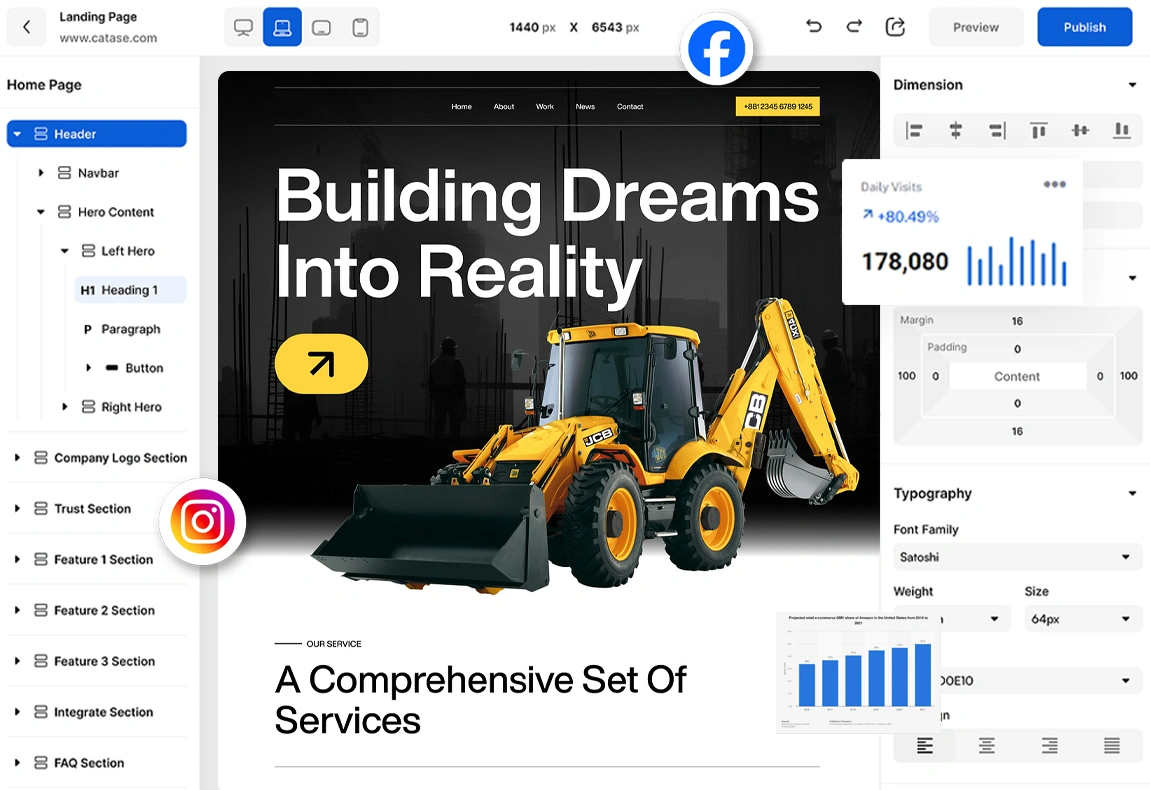 Landing Page
www.catase.com
1440 px X 6543 px
Preview
Publish
Home Page
Header
Navbar
Hero Content
Left Hero
H1 Heading 1
P Paragraph
Button
Right Hero
Company Logo Section
Trust Section
Feature 1 Section
Feature 2 Section
Feature 3 Section
Integrate Section
FAQ Section
Home About Work News Contact
+8812345 6789 1245
Building Dreams
Into Reality
JCB
JCB
OUR SERVICE
A Comprehensive Set Of
Services
Projected retail e-commerce GMV share of Amazon in the United States from 2016 to
2021
Dimension
Daily Visits
+80.49%
178,080
Margin
16
Padding
0
100 0 Content 0 100
0
16
Typography
Font Family
Satoshi
Weight Size
64px
0E10